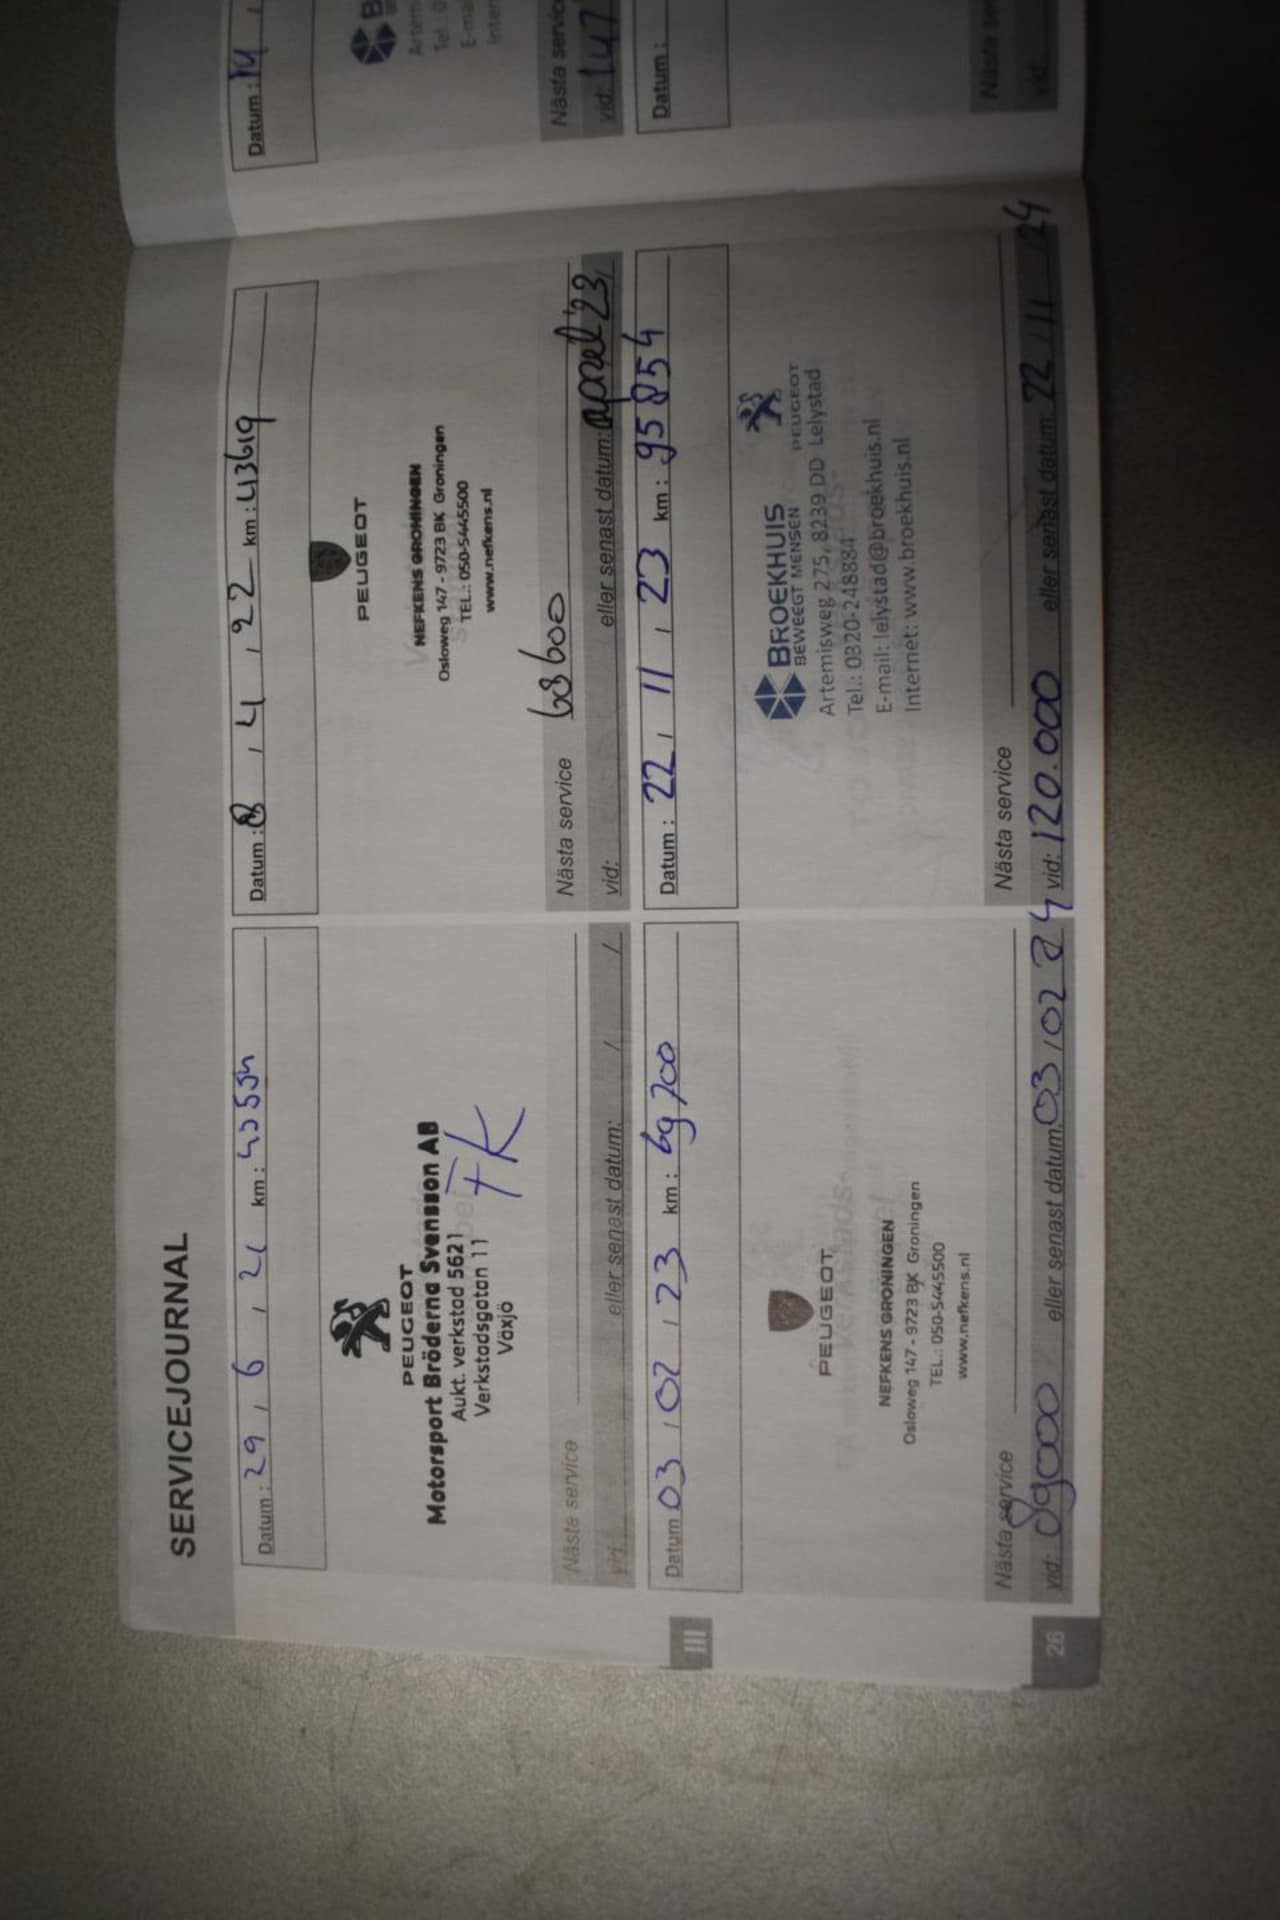 SERVICEJOURNAL
Datum: 29 / 6 / 21 km: 40554
PEUGEOT
Motorsport Bröderna Svensson AB
Aukt. verkstad 5621
Verkstadsgatan 11
Växjö
FK
Nästa service
vid: eller senast datum: / /
Datum: 8 / 4 / 22 km: 43619
PEUGEOT
NEFKENS GRONINGEN
Osloweg 147 - 9723 BK Groningen
TEL.: 050-5445500
www.nefkens.nl
Nästa service 63600
vid: eller senast datum: april '23
Datum 03 / 02 / 23 km: 69700
PEUGEOT
NEFKENS GRONINGEN
Osloweg 147 - 9723 BK Groningen
TEL.: 050-5445500
www.nefkens.nl
Nästa service
vid: 89000 eller senast datum: 03 / 02 24
Datum: 22 / 11 / 23 km: 95854
BROEKHUIS
BEWEEGT MENSEN PEUGEOT
Artemisweg 275, 8239 DD Lelystad
Tel.: 0320-248884
E-mail: lelystad@broekhuis.nl
Internet: www.broekhuis.nl
Nästa service
vid: 120.000 eller senast datum: 22 11 24
III
26
Datum: 14
B
Tel.
Nästa service
vid: 147
Datum:
Nästa
vid: